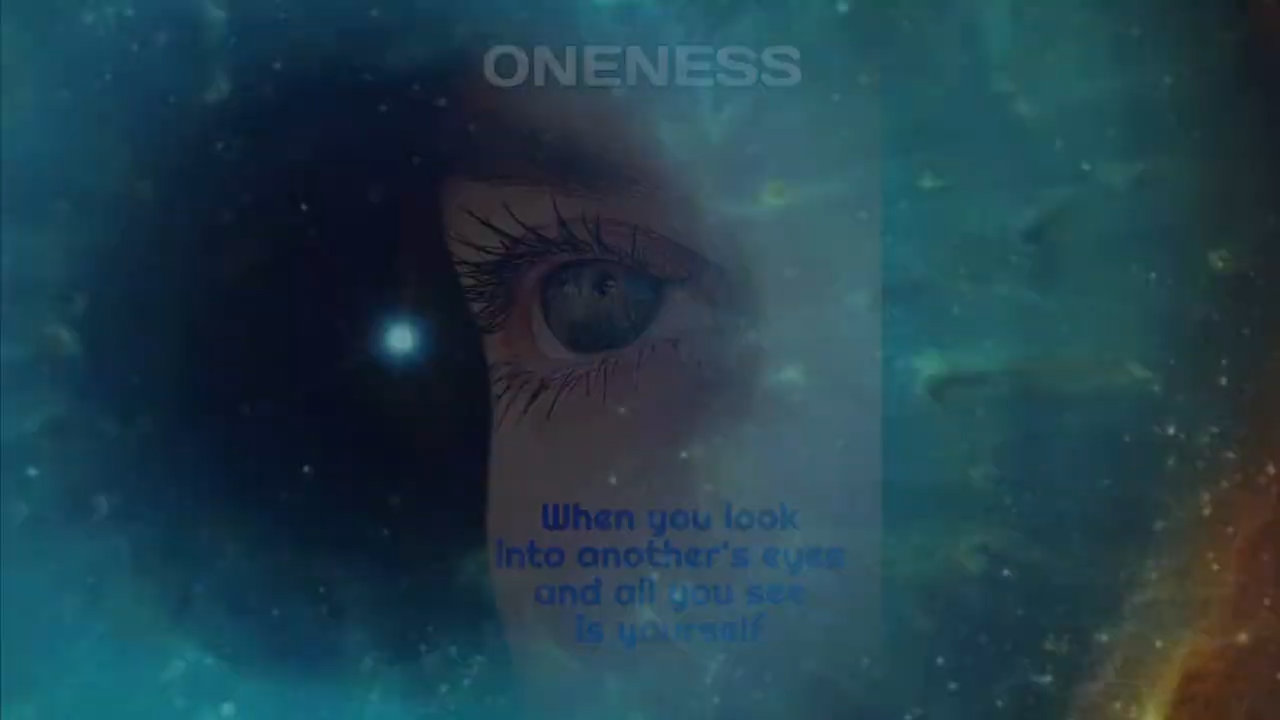 ONENESS
When you look
Into another's eyes
and all you see
Is yourself